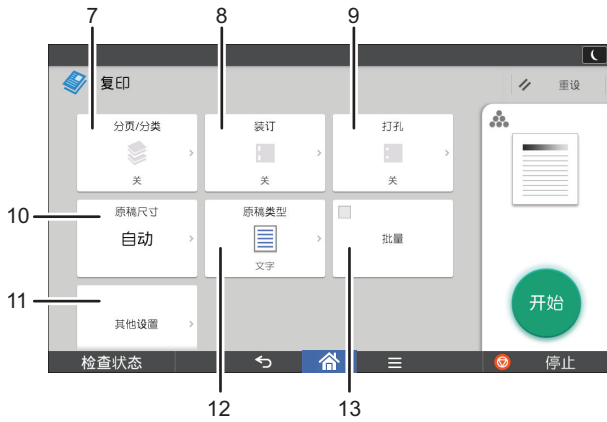 7 8 9
复印
重设
分页/分类 装订 打孔
关 关 关
10
原稿尺寸 原稿类型
自动
批量
文字
11
其他设置
开始
检查状态 停止
12 13